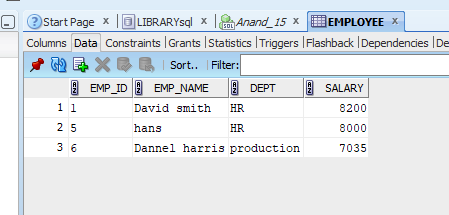 Start Page LIBRARYsql Anand_15 EMPLOYEE
Columns Data Constraints Grants Statistics Triggers Flashback Dependencies De
Sort.. Filter:
EMP_ID EMP_NAME DEPT SALARY
1 1 David smith HR 8200
2 5 hans HR 8000
3 6 Dannel harris production 7035